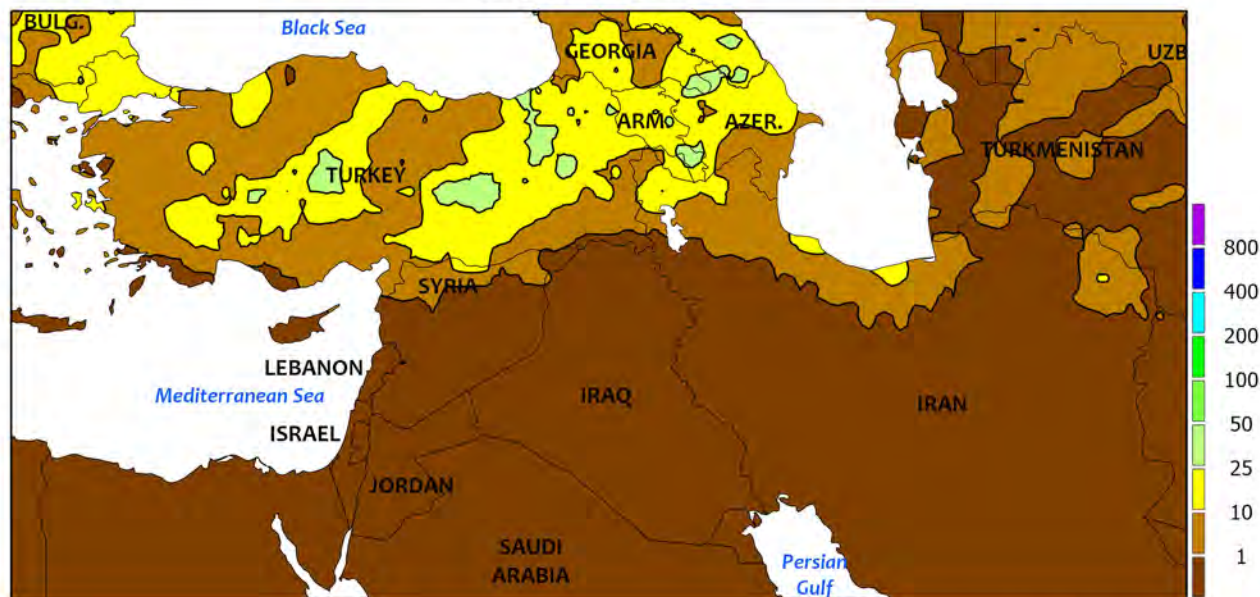 BULG.
Black Sea
GEORGIA
UZB
ARM.
AZER.
TURKMENISTAN
TURKEY
SYRIA
LEBANON
Mediterranean Sea
IRAQ
IRAN
ISRAEL
JORDAN
SAUDI
ARABIA
Persian
Gulf
800
400
200
100
50
25
10
1